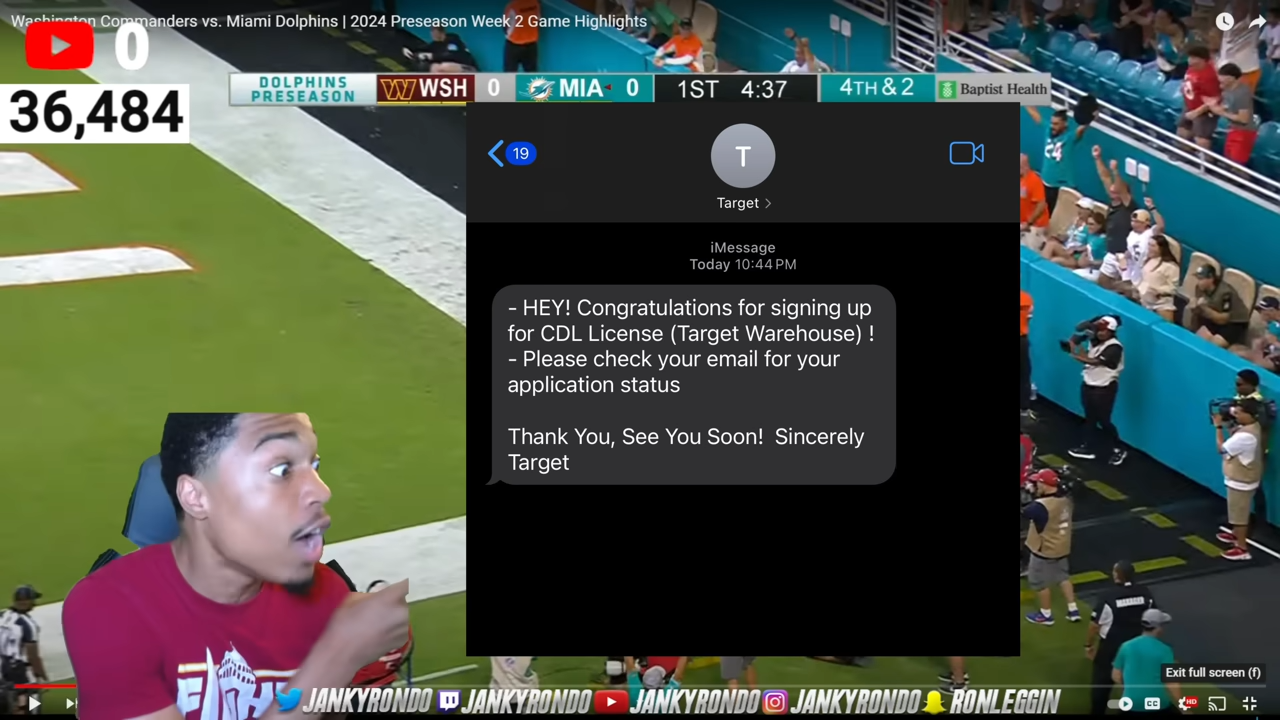 Washington Commanders vs. Miami Dolphins | 2024 Preseason Week 2 Game Highlights
0
36,484
DOLPHINS PRESEASON
WSH 0 MIA 0 1ST 4:37 4TH & 2 Baptist Health
19
T
Target
iMessage
Today 10:44 PM
- HEY! Congratulations for signing up
for CDL License (Target Warehouse) !
- Please check your email for your
application status
Thank You, See You Soon!  Sincerely
Target
Exit full screen (f)
JANKYRONDO JANKYRONDO JANKYRONDO JANKYRONDO RONLEGGIN
CC HD